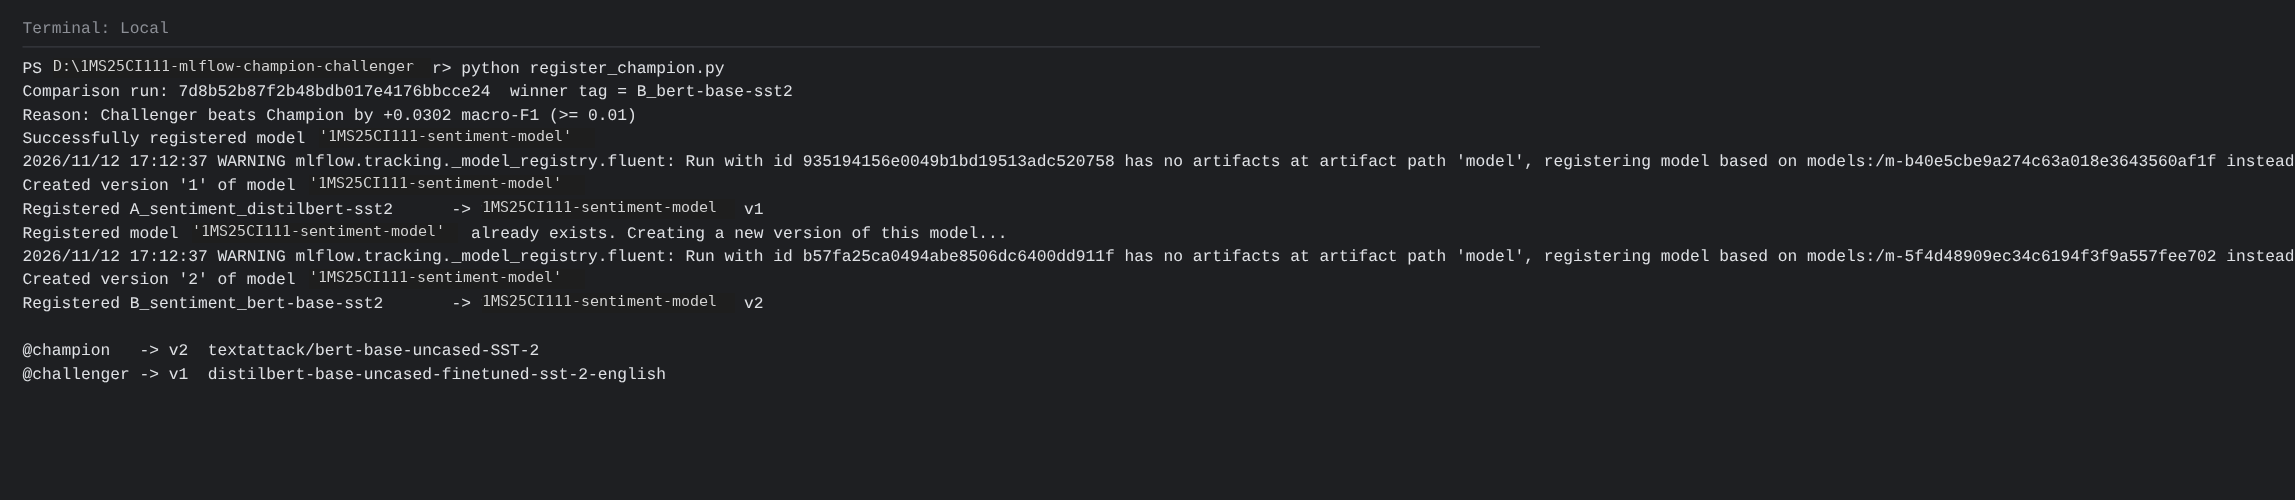 Terminal: Local
PS D:\1MS25CI111-mlflow-champion-challenger r> python register_champion.py
Comparison run: 7d8b52b87f2b48bdb017e4176bbcce24 winner tag = B_bert-base-sst2
Reason: Challenger beats Champion by +0.0302 macro-F1 (>= 0.01)
Successfully registered model '1MS25CI111-sentiment-model'
2026/11/12 17:12:37 WARNING mlflow.tracking._model_registry.fluent: Run with id 935194156e0049b1bd19513adc520758 has no artifacts at artifact path 'model', registering model based on models:/m-b40e5cbe9a274c63a018e3643560af1f instead
Created version '1' of model '1MS25CI111-sentiment-model'
Registered A_sentiment_distilbert-sst2 -> 1MS25CI111-sentiment-model v1
Registered model '1MS25CI111-sentiment-model' already exists. Creating a new version of this model...
2026/11/12 17:12:37 WARNING mlflow.tracking._model_registry.fluent: Run with id b57fa25ca0494abe8506dc6400dd911f has no artifacts at artifact path 'model', registering model based on models:/m-5f4d48909ec34c6194f3f9a557fee702 instead
Created version '2' of model '1MS25CI111-sentiment-model'
Registered B_sentiment_bert-base-sst2 -> 1MS25CI111-sentiment-model v2
@champion -> v2 textattack/bert-base-uncased-SST-2
@challenger -> v1 distilbert-base-uncased-finetuned-sst-2-english